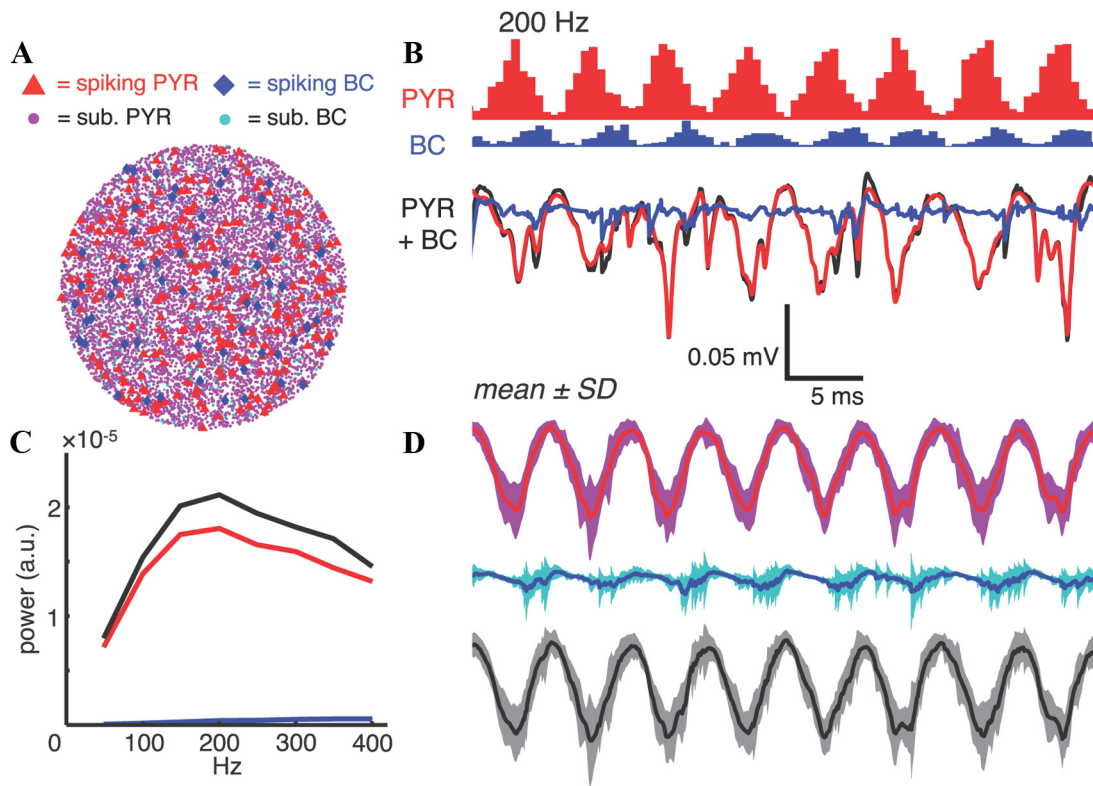 A
▲ = spiking PYR ◆ = spiking BC
● = sub. PYR ● = sub. BC
200 Hz
B
PYR
BC
PYR
+ BC
0.05 mV
5 ms
mean ± SD
C
×10⁻⁵
2
1
power (a.u.)
0 100 200 300 400
Hz
D